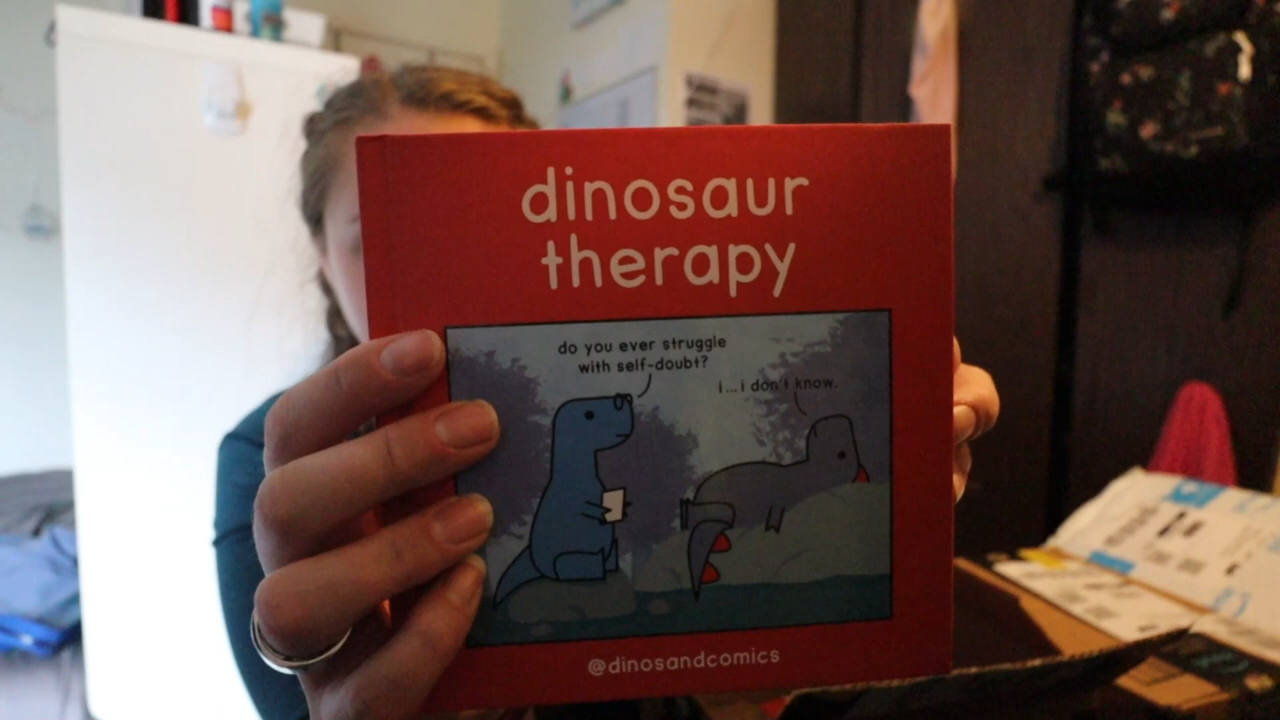 dinosaur
therapy
do you ever struggle
with self-doubt?
i...i don't know.
@dinosandcomics